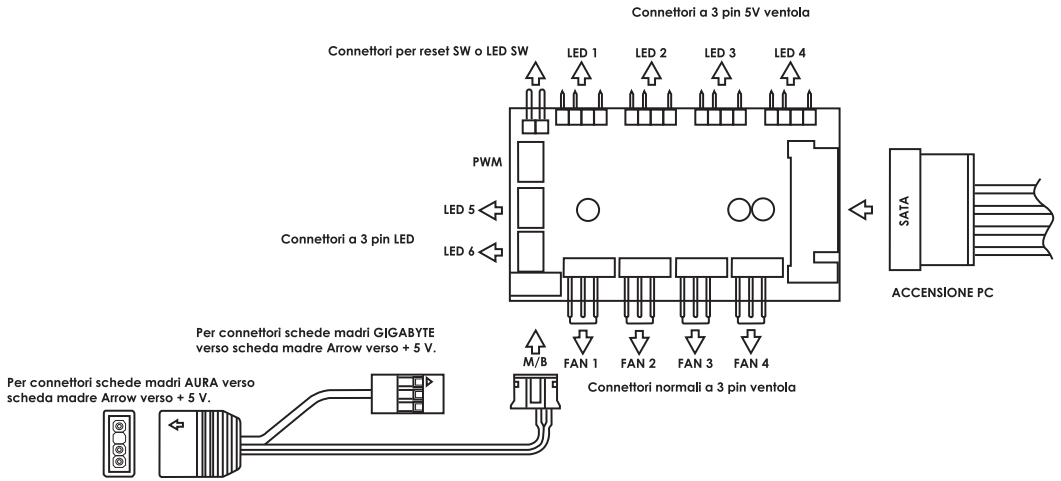 Connettori a 3 pin 5V ventola
Connettori per reset SW o LED SW
LED 1
LED 2
LED 3
LED 4
PWM
LED 5
Connettori a 3 pin LED
LED 6
SATA
ACCENSIONE PC
Per connettori schede madri GIGABYTE
verso scheda madre Arrow verso + 5 V.
M/B
FAN 1
FAN 2
FAN 3
FAN 4
Connettori normali a 3 pin ventola
Per connettori schede madri AURA verso
scheda madre Arrow verso + 5 V.